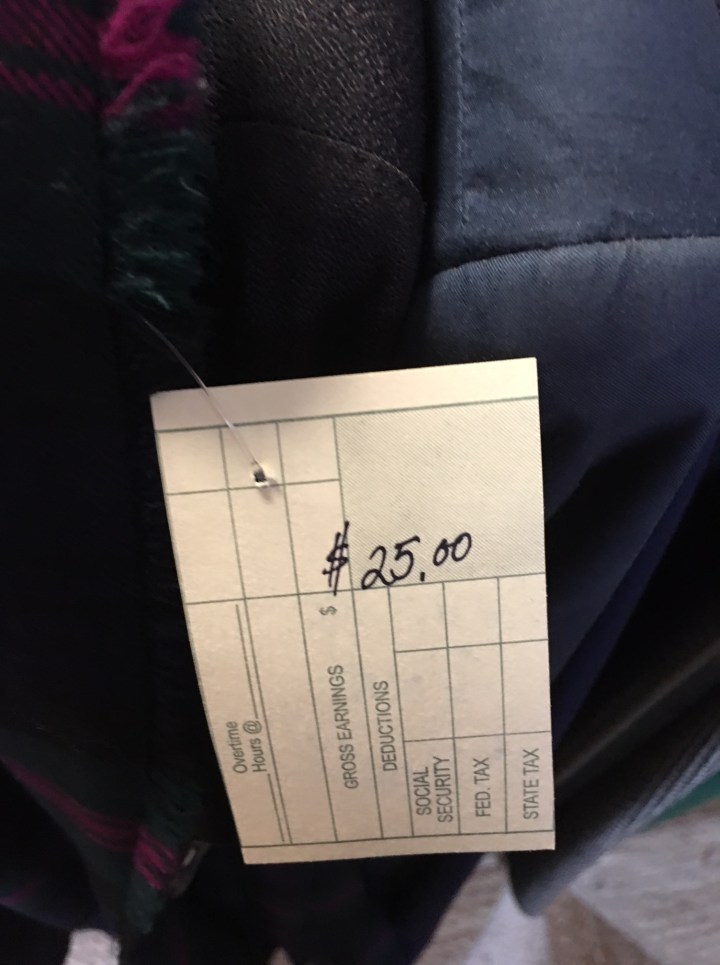 $ 25.00
Overtime
Hours @
GROSS EARNINGS $
DEDUCTIONS
SOCIAL
SECURITY
FED. TAX
STATE TAX